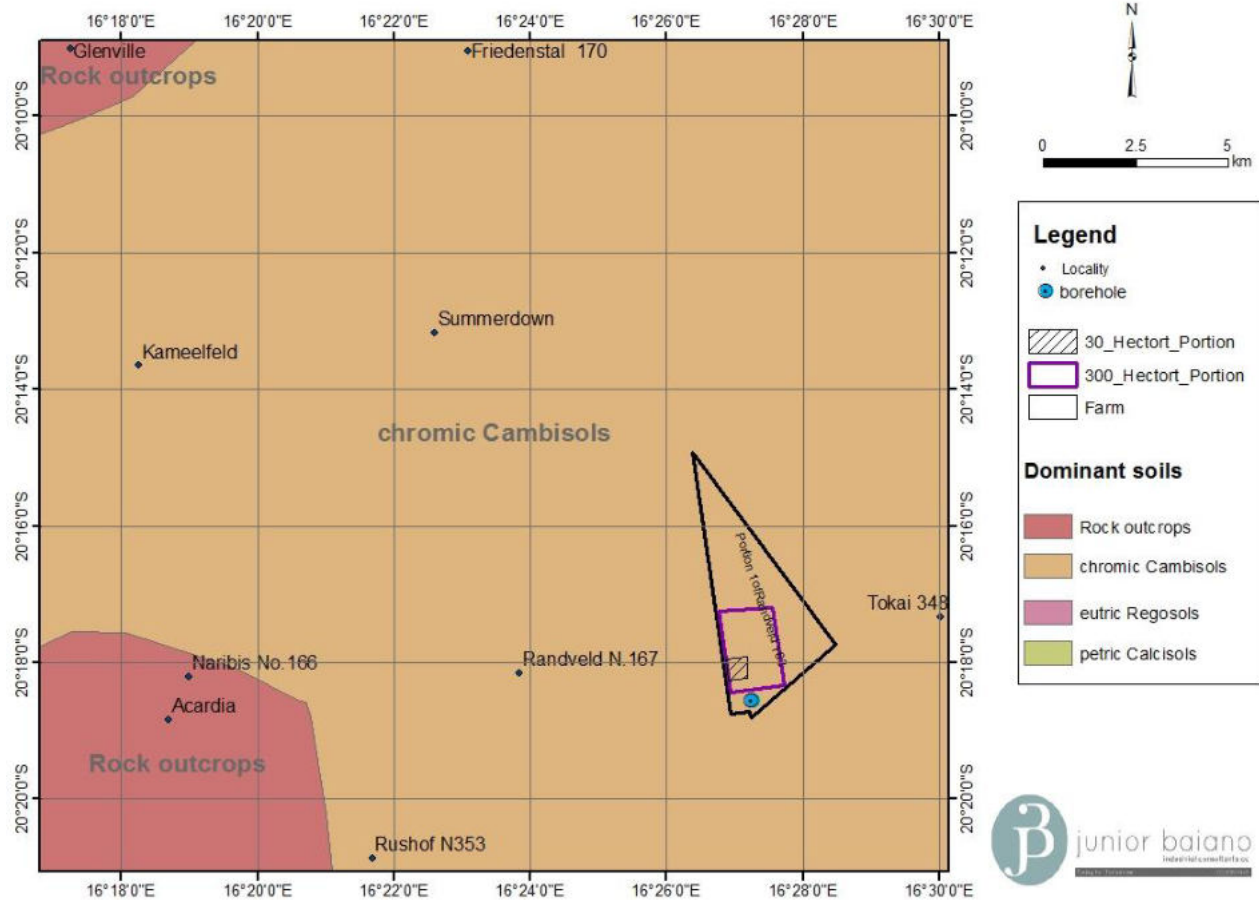 16°18'0"E 16°20'0"E 16°22'0"E 16°24'0"E 16°26'0"E 16°28'0"E 16°30'0"E
N
Glenville
Friedenstal 170
Rock outcrops
20°10'0"S
20°10'0"S
0 2.5 5
km
20°12'0"S
20°12'0"S
Summerdown
Kameelfeld
20°14'0"S
20°14'0"S
chromic Cambisols
20°16'0"S
20°16'0"S
Portion 1ofRandveld 167
Tokai 348
20°18'0"S
20°18'0"S
Naribis No.166
Randveld N.167
Acardia
Rock outcrops
20°20'0"S
20°20'0"S
Rushof N353
16°18'0"E 16°20'0"E 16°22'0"E 16°24'0"E 16°26'0"E 16°28'0"E 16°30'0"E
Legend
Locality
borehole
30_Hectort_Portion
300_Hectort_Portion
Farm
Dominant soils
Rock outcrops
chromic Cambisols
eutric Regosols
petric Calcisols
junior baiano
industrial consultants cc